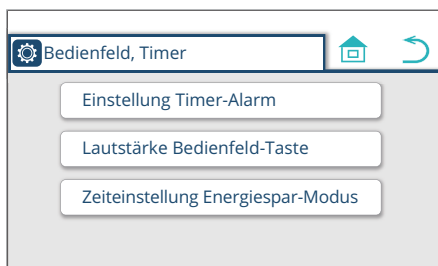 Bedienfeld, Timer
Einstellung Timer-Alarm
Lautstärke Bedienfeld-Taste
Zeiteinstellung Energiespar-Modus